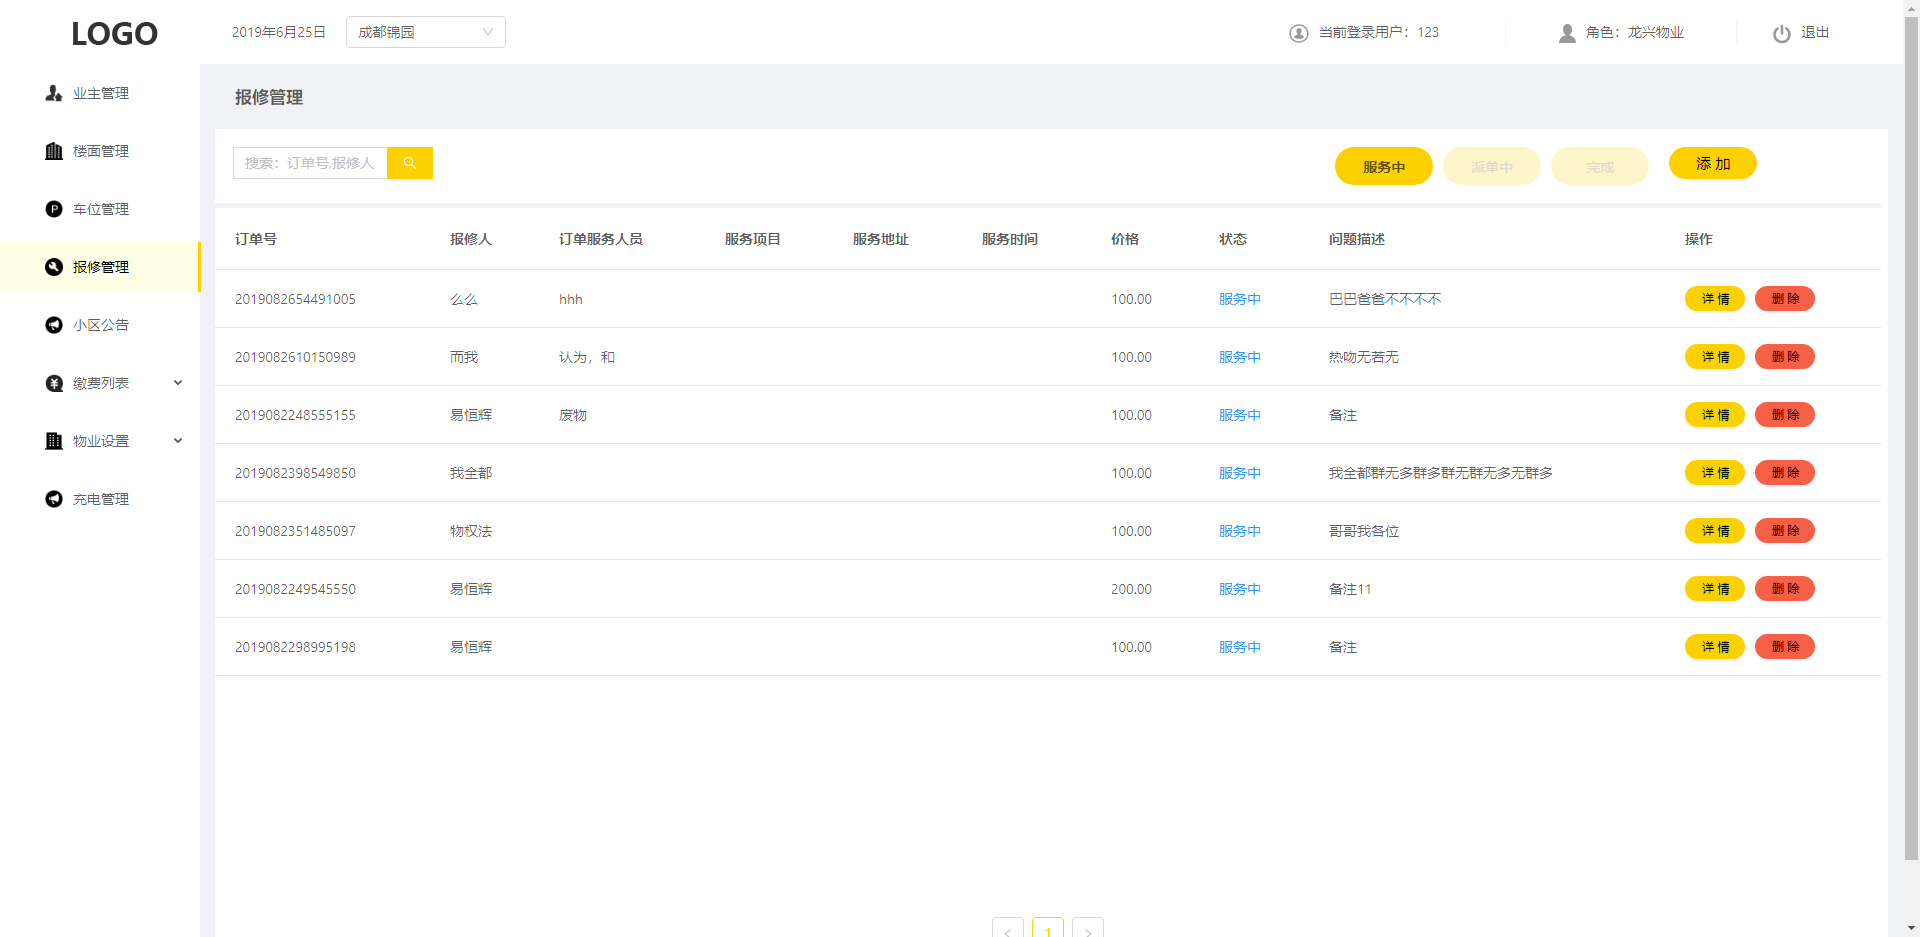 LOGO
2019年6月25日
成都锦园
当前登录用户：123
角色：龙兴物业
退出
业主管理
楼面管理
车位管理
报修管理
小区公告
缴费列表
物业设置
充电管理
报修管理
搜索：订单号,报修人
服务中 派单中 完成 添 加
订单号 报修人 订单服务人员 服务项目 服务地址 服务时间 价格 状态 问题描述 操作
2019082654491005 么么 hhh 100.00 服务中 巴巴爸爸不不不不 详 情 删 除
2019082610150989 而我 认为，和 100.00 服务中 热吻无若无 详 情 删 除
2019082248555155 易恒辉 废物 100.00 服务中 备注 详 情 删 除
2019082398549850 我全都 100.00 服务中 我全都群无多群多群无群无多无群多 详 情 删 除
2019082351485097 物权法 100.00 服务中 哥哥我各位 详 情 删 除
2019082249545550 易恒辉 200.00 服务中 备注11 详 情 删 除
2019082298995198 易恒辉 100.00 服务中 备注 详 情 删 除
< 1 >